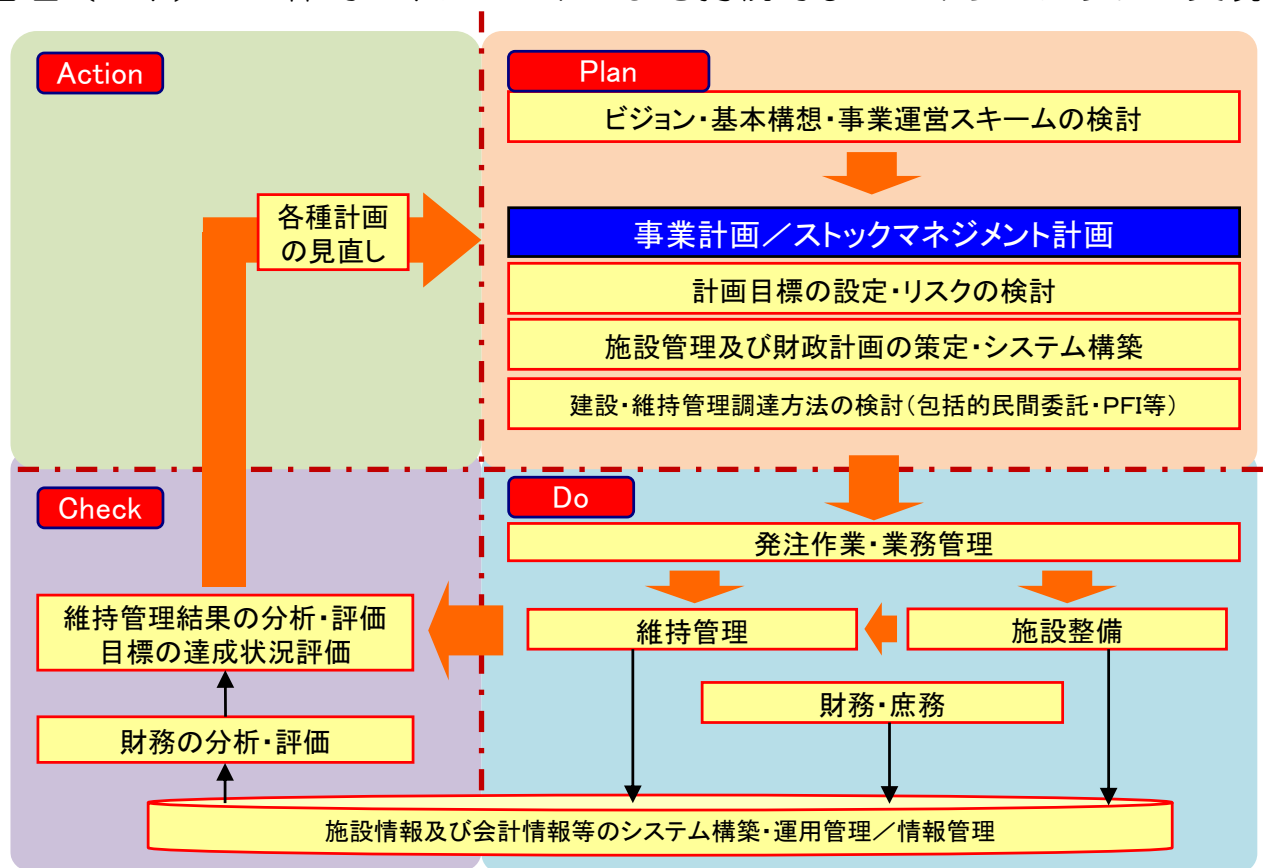 Action
Plan
ビジョン・基本構想・事業運営スキームの検討
各種計画
の見直し
事業計画／ストックマネジメント計画
計画目標の設定・リスクの検討
施設管理及び財政計画の策定・システム構築
建設・維持管理調達方法の検討（包括的民間委託・PFI等）
Check
Do
発注作業・業務管理
維持管理結果の分析・評価
目標の達成状況評価
維持管理
施設整備
財務・庶務
財務の分析・評価
施設情報及び会計情報等のシステム構築・運用管理／情報管理